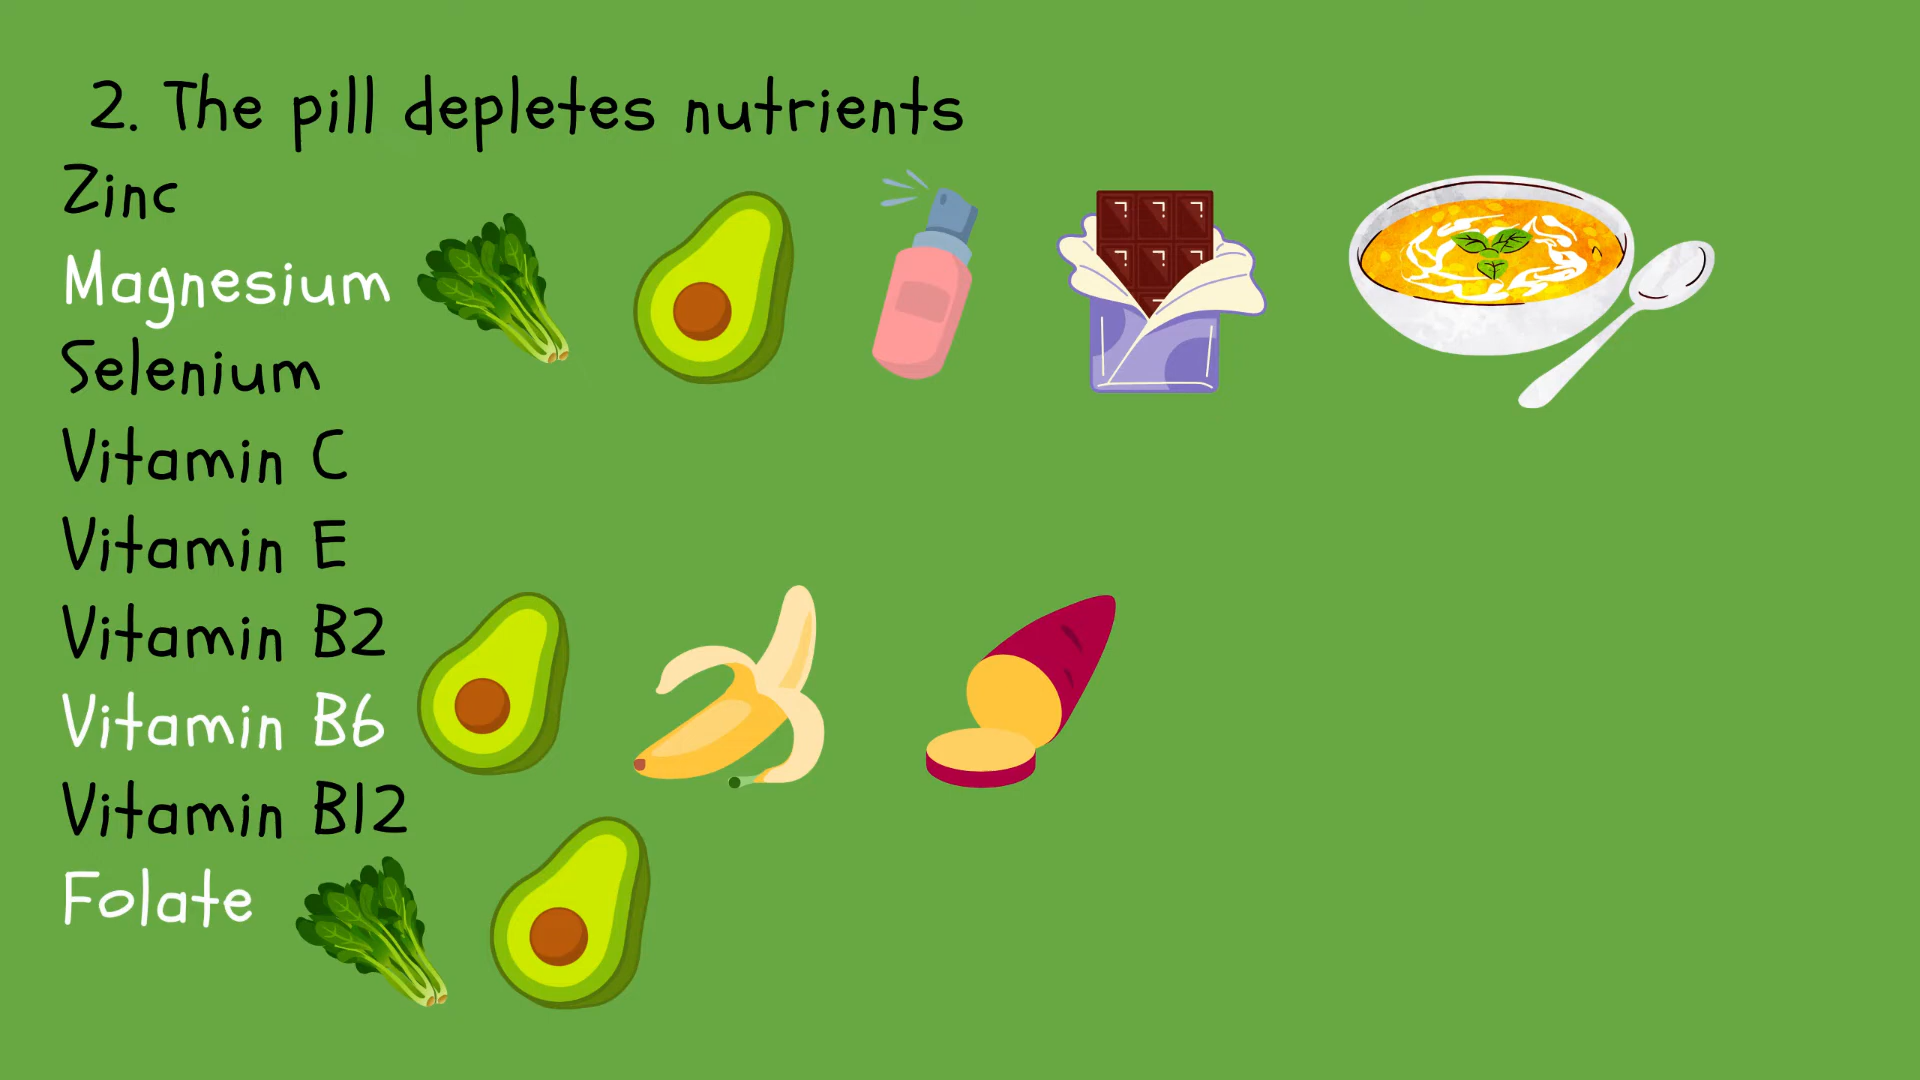 2. The pill depletes nutrients
Zinc
Magnesium
Selenium
Vitamin C
Vitamin E
Vitamin B2
Vitamin B6
Vitamin B12
Folate